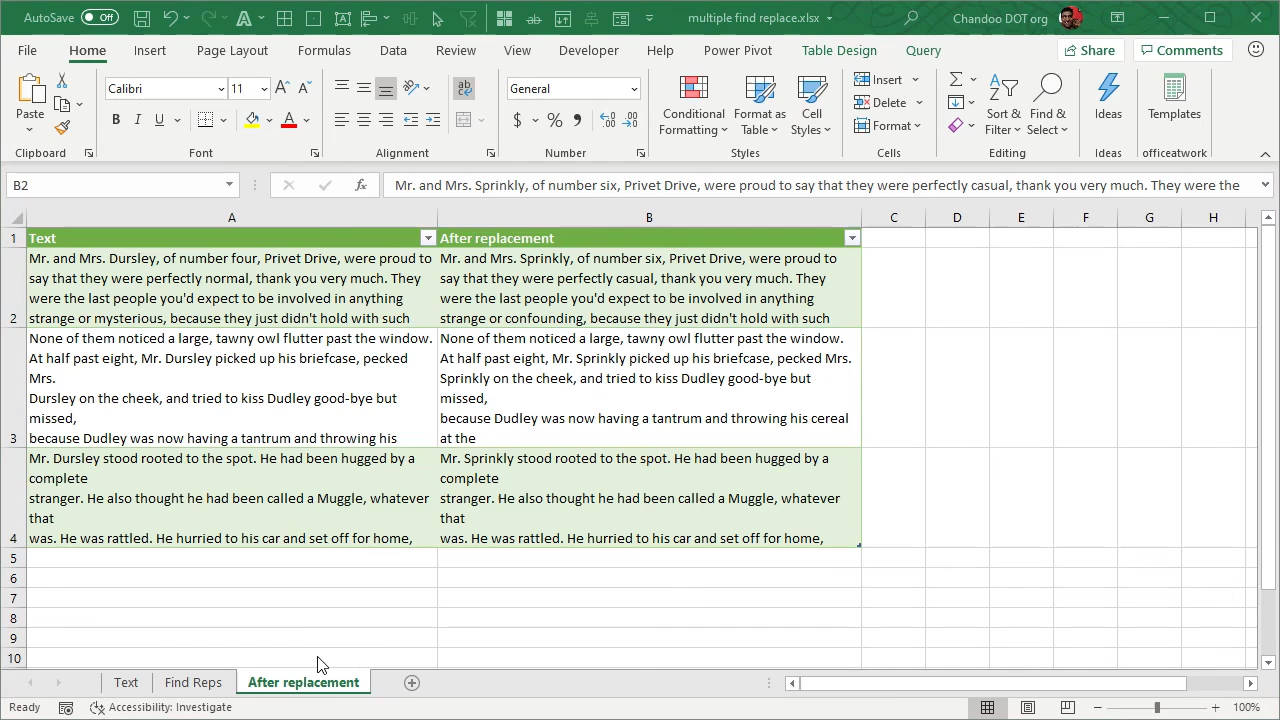 AutoSave Off multiple find replace.xlsx Chandoo DOT org
File Home Insert Page Layout Formulas Data Review View Developer Help Power Pivot Table Design Query Share Comments
Paste
Clipboard
Calibri 11
B I U A
Font
Alignment
General
$ % 9
Number
Conditional Formatting
Format as Table
Cell Styles
Styles
Insert
Delete
Format
Cells
Sort & Filter
Find & Select
Editing
Ideas
Ideas
Templates
officeatwork
B2 fx Mr. and Mrs. Sprinkly, of number six, Privet Drive, were proud to say that they were perfectly casual, thank you very much. They were the
A B C D E F G H
1 Text After replacement
Mr. and Mrs. Dursley, of number four, Privet Drive, were proud to
say that they were perfectly normal, thank you very much. They
were the last people you'd expect to be involved in anything
2 strange or mysterious, because they just didn't hold with such
Mr. and Mrs. Sprinkly, of number six, Privet Drive, were proud to
say that they were perfectly casual, thank you very much. They
were the last people you'd expect to be involved in anything
strange or confounding, because they just didn't hold with such
None of them noticed a large, tawny owl flutter past the window.
At half past eight, Mr. Dursley picked up his briefcase, pecked
Mrs.
Dursley on the cheek, and tried to kiss Dudley good-bye but
missed,
3 because Dudley was now having a tantrum and throwing his
None of them noticed a large, tawny owl flutter past the window.
At half past eight, Mr. Sprinkly picked up his briefcase, pecked Mrs.
Sprinkly on the cheek, and tried to kiss Dudley good-bye but
missed,
because Dudley was now having a tantrum and throwing his cereal
at the
Mr. Dursley stood rooted to the spot. He had been hugged by a
complete
stranger. He also thought he had been called a Muggle, whatever
that
4 was. He was rattled. He hurried to his car and set off for home,
Mr. Sprinkly stood rooted to the spot. He had been hugged by a
complete
stranger. He also thought he had been called a Muggle, whatever
that
was. He was rattled. He hurried to his car and set off for home,
5
6
7
8
9
10
Text Find Reps After replacement
Ready Accessibility: Investigate 100%